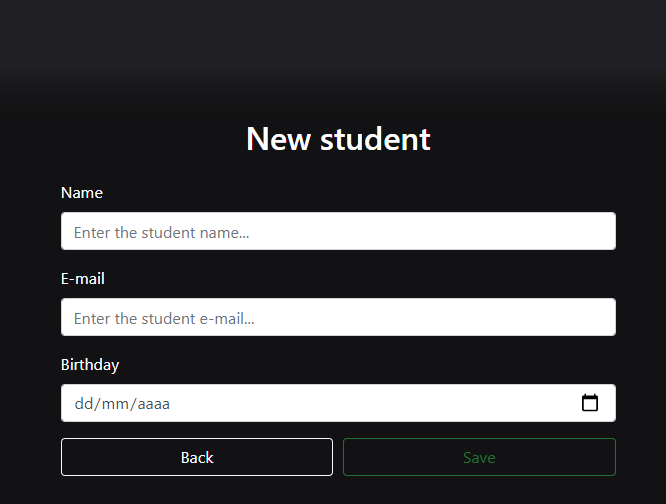 New student
Name
Enter the student name...
E-mail
Enter the student e-mail...
Birthday
dd/mm/aaaa
Back
Save